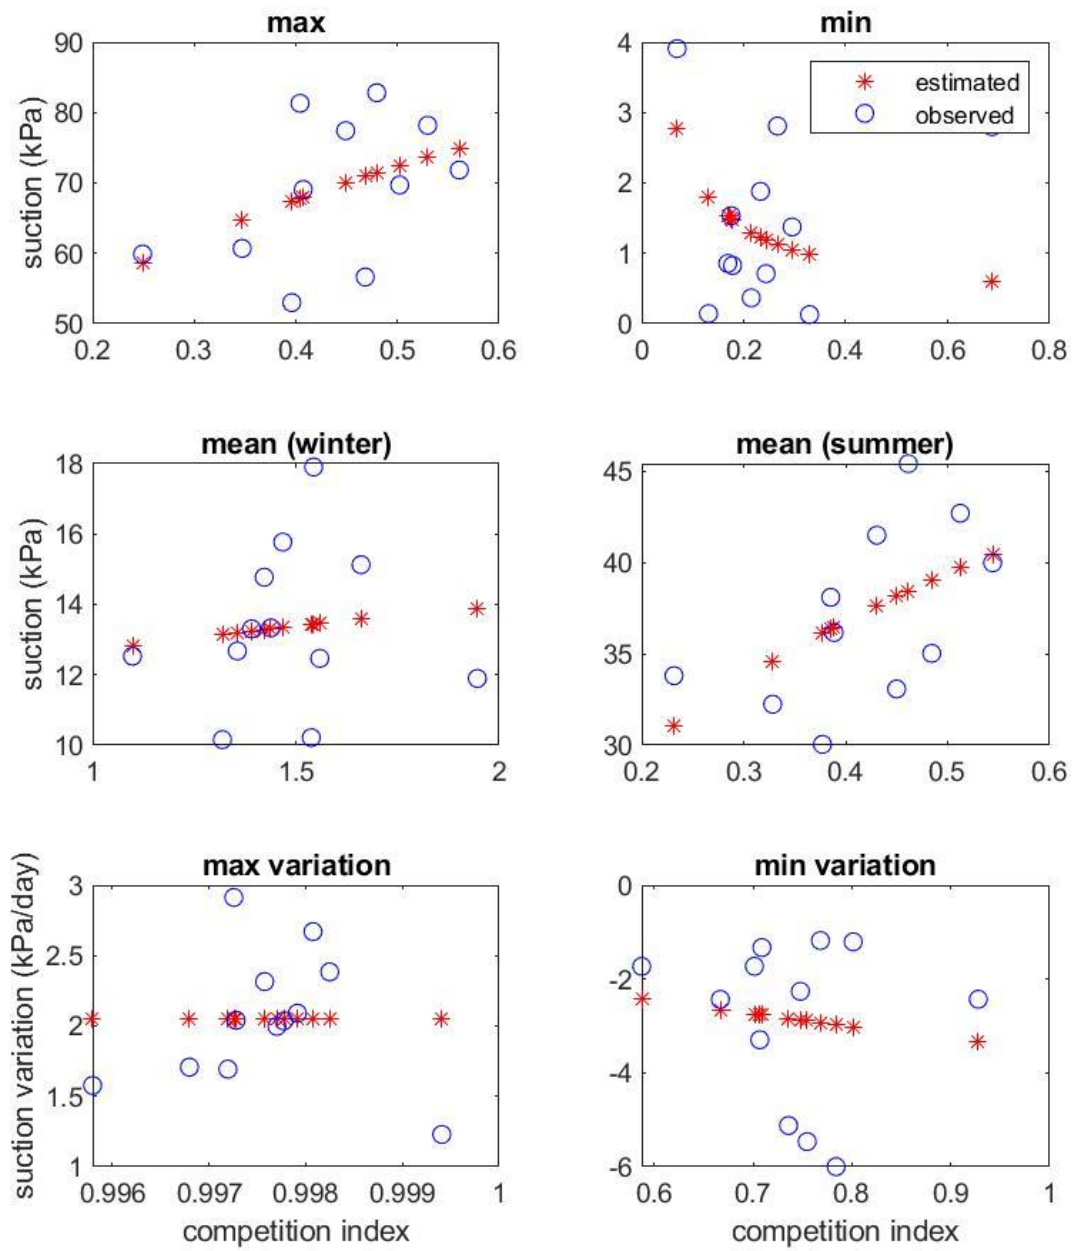 max
min
90
80
70
60
50
suction (kPa)
0.2 0.3 0.4 0.5 0.6
4
3
2
1
0
estimated
observed
0 0.2 0.4 0.6 0.8
mean (winter)
mean (summer)
18
16
14
12
10
suction (kPa)
1 1.5 2
45
40
35
30
0.2 0.3 0.4 0.5 0.6
max variation
min variation
3
2.5
2
1.5
1
suction variation (kPa/day)
0.996 0.997 0.998 0.999 1
competition index
0
-2
-4
-6
0.6 0.7 0.8 0.9 1
competition index